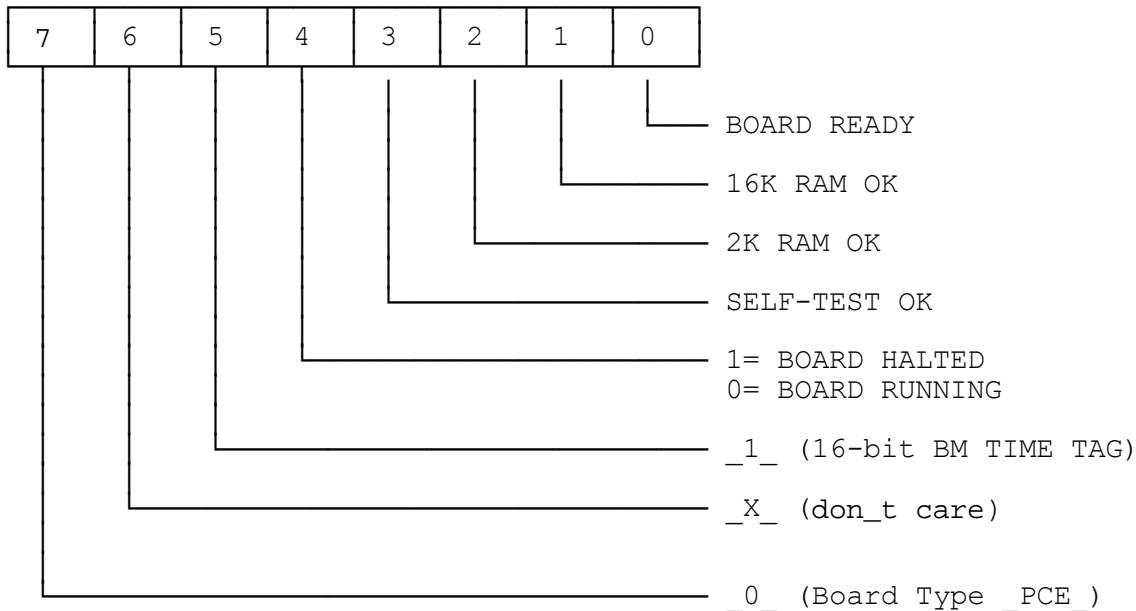 7 6 5 4 3 2 1 0
BOARD READY
16K RAM OK
2K RAM OK
SELF-TEST OK
1= BOARD HALTED
0= BOARD RUNNING
_1_ (16-bit BM TIME TAG)
_X_ (don_t care)
_0_ (Board Type _PCE_)